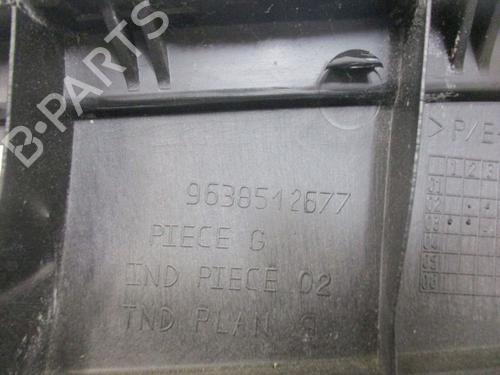 B-PARTS
9638512677
PIECE G
IND PIECE 02
IND PLAN
>P/E
1 2 3